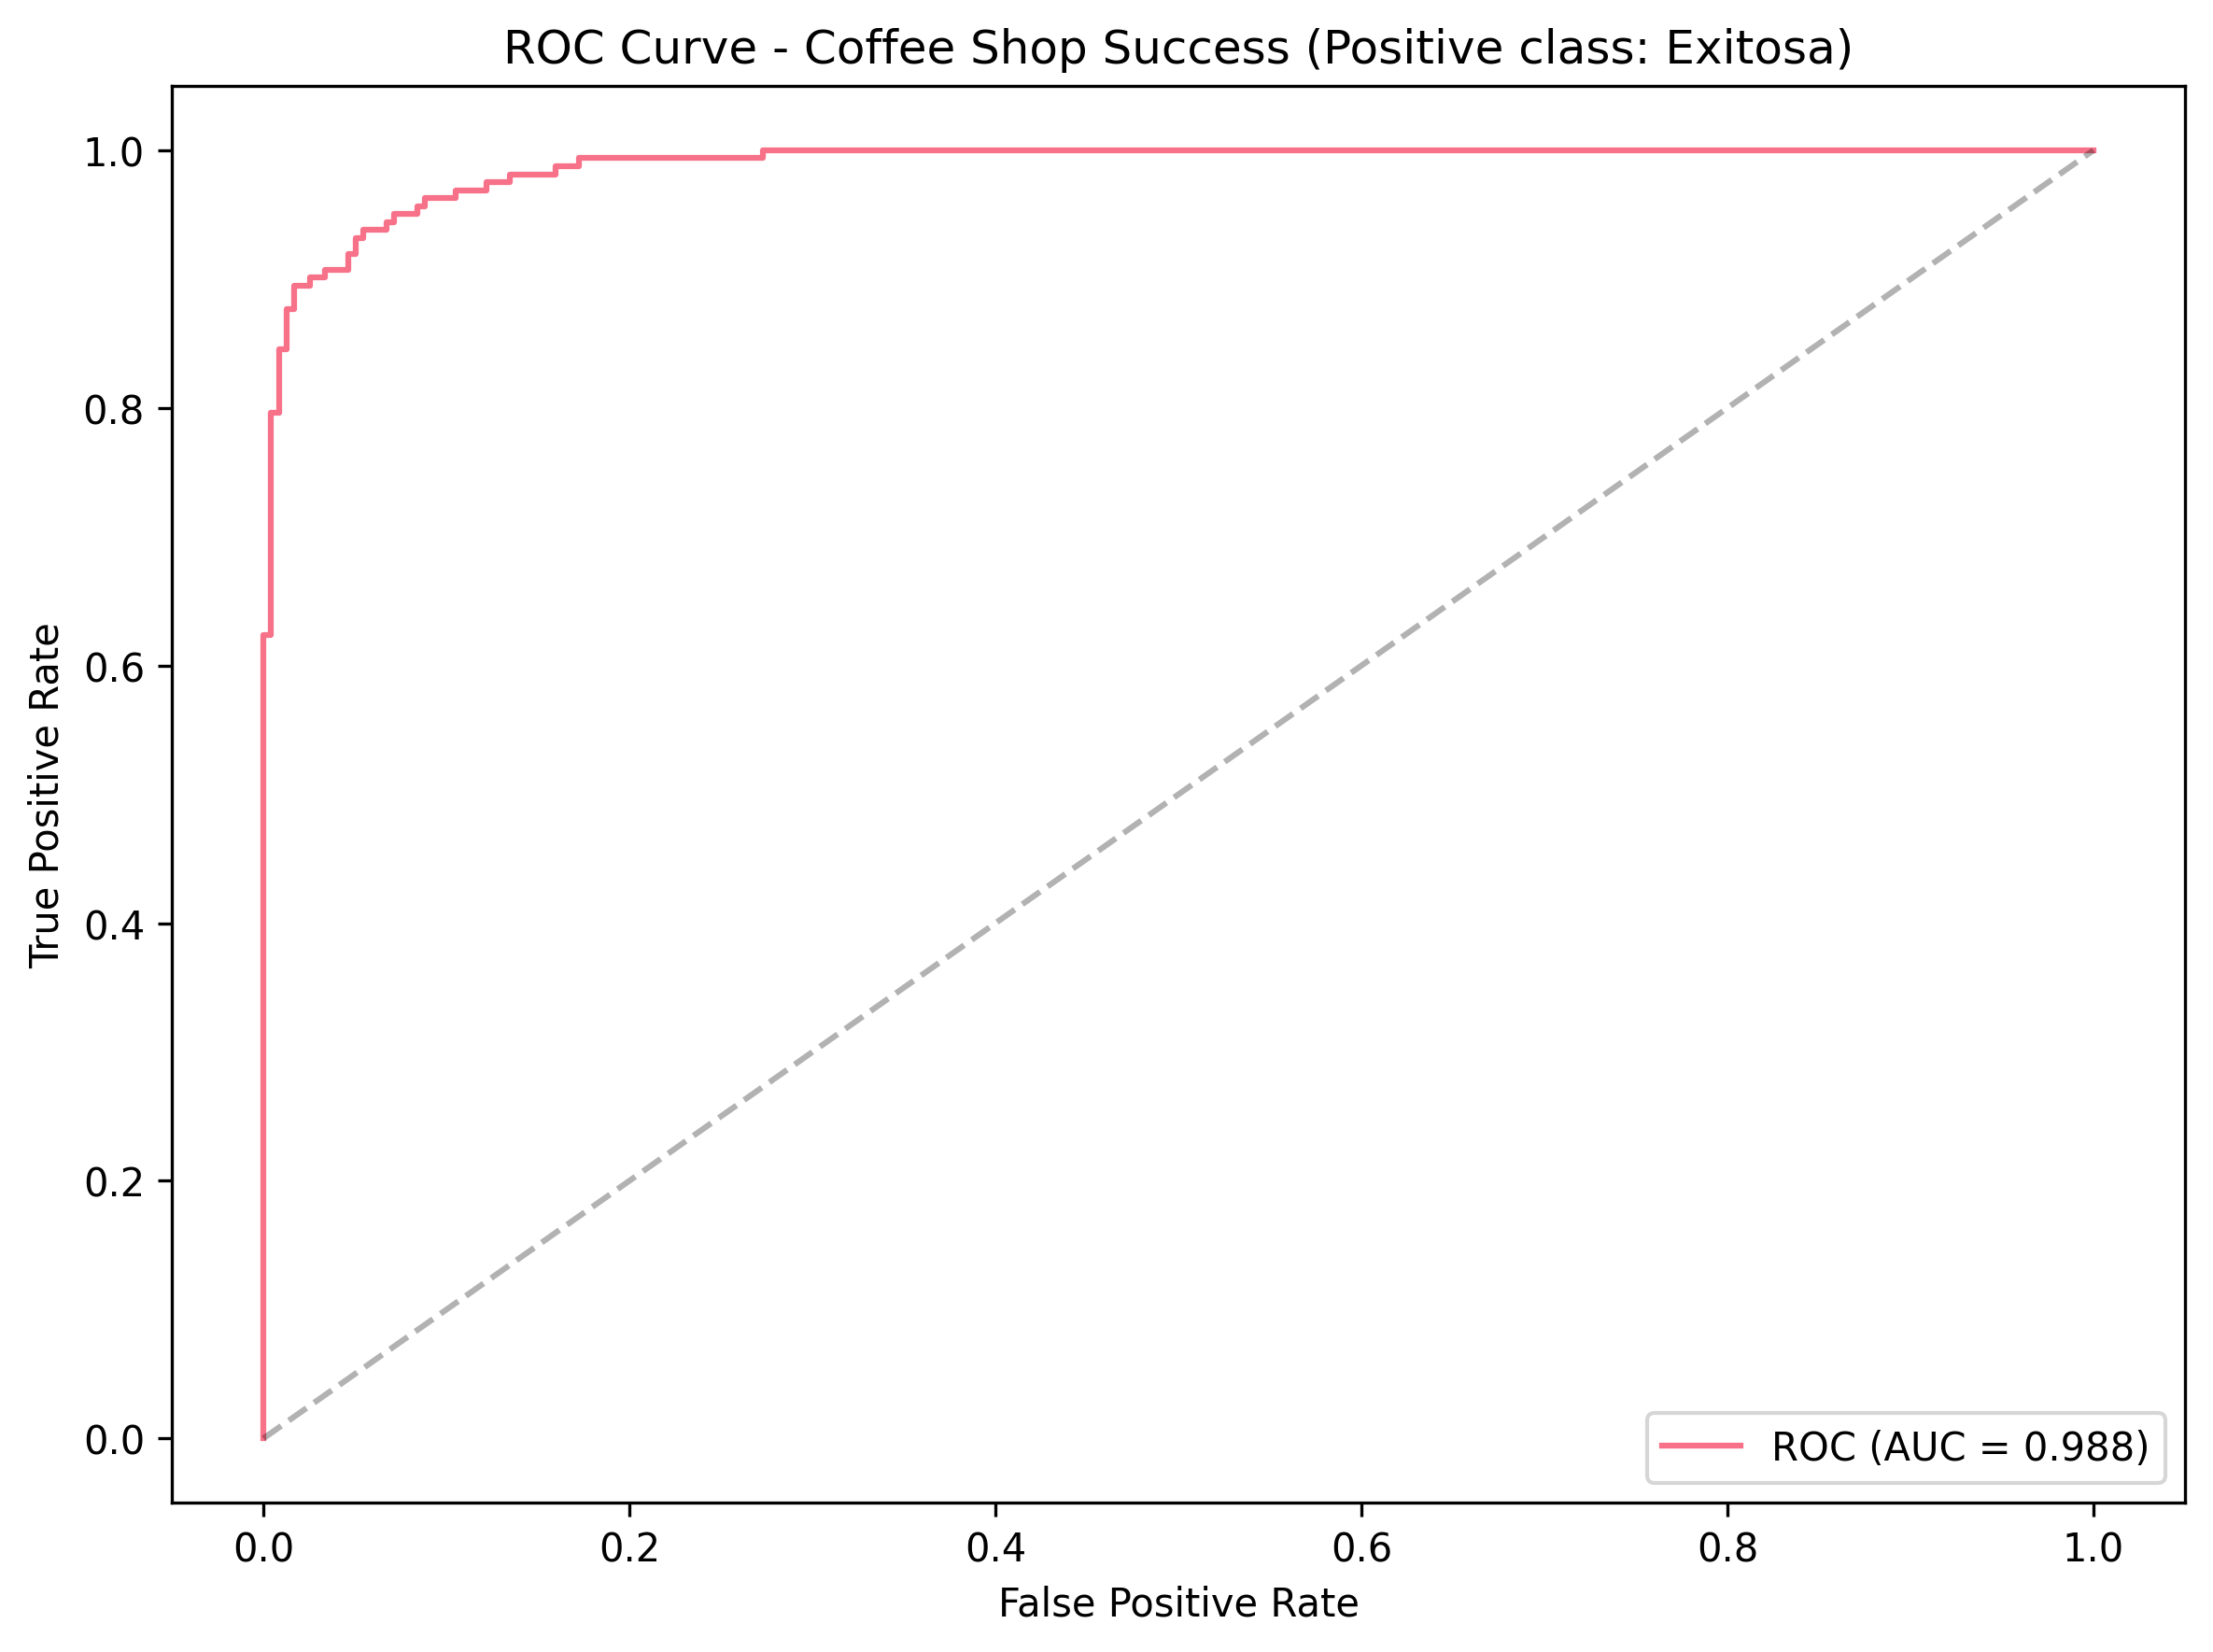 ROC Curve - Coffee Shop Success (Positive class: Exitosa)
True Positive Rate
1.0
0.8
0.6
0.4
0.2
0.0
ROC (AUC = 0.988)
0.0 0.2 0.4 0.6 0.8 1.0
False Positive Rate